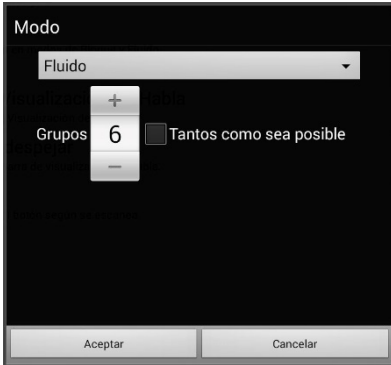 Modo
Fluido
+
Grupos 6 Tantos como sea posible
−
Aceptar Cancelar